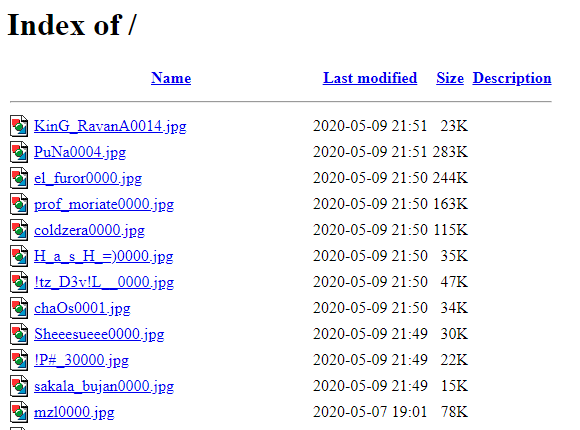 Index of /
Name Last modified Size Description
KinG_RavanA0014.jpg 2020-05-09 21:51 23K
PuNa0004.jpg 2020-05-09 21:51 283K
el_furor0000.jpg 2020-05-09 21:50 244K
prof_moriate0000.jpg 2020-05-09 21:50 163K
coldzera0000.jpg 2020-05-09 21:50 115K
H_a_s_H_=)0000.jpg 2020-05-09 21:50 35K
!tz_D3v!L__0000.jpg 2020-05-09 21:50 47K
chaOs0001.jpg 2020-05-09 21:50 34K
Sheeesueee0000.jpg 2020-05-09 21:49 30K
!P#_30000.jpg 2020-05-09 21:49 22K
sakala_bujan0000.jpg 2020-05-09 21:49 15K
mzl0000.jpg 2020-05-07 19:01 78K